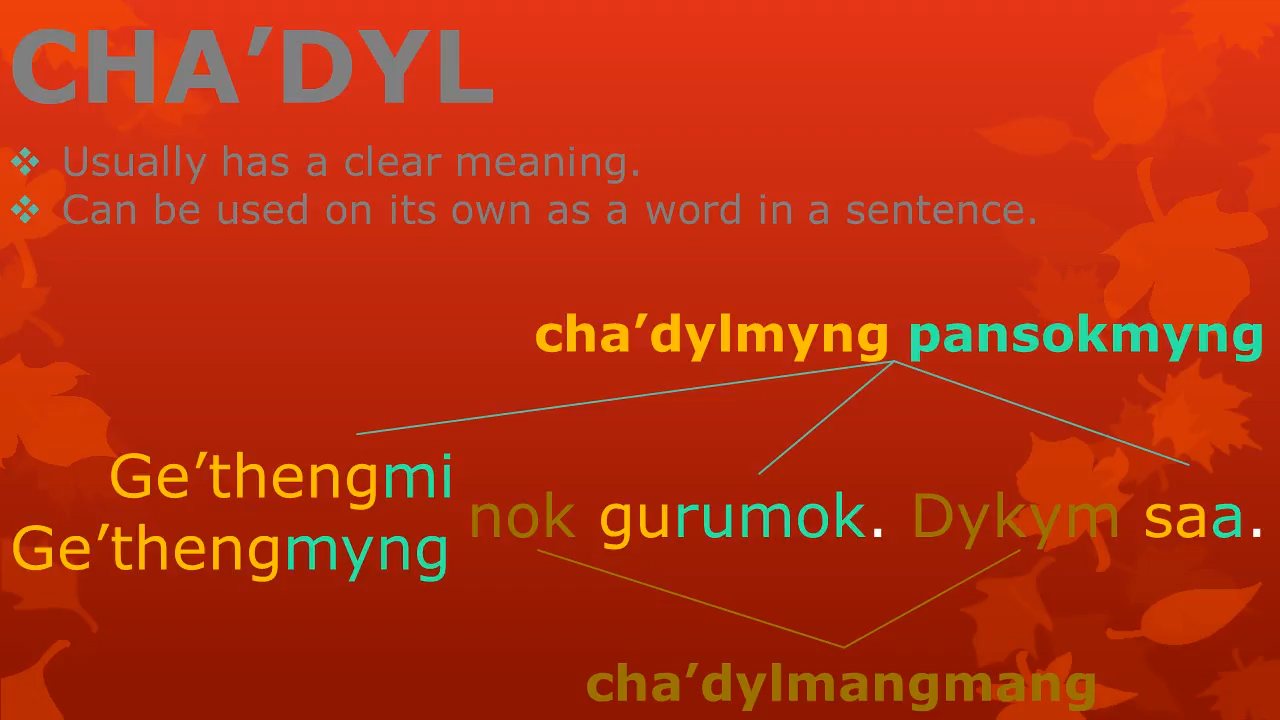 CHA’DYL
❖ Usually has a clear meaning.
❖ Can be used on its own as a word in a sentence.
cha’dylmyng pansokmyng
Ge’thengmi
Ge’thengmyng
nok gurumok. Dykym saa.
cha’dylmangmang